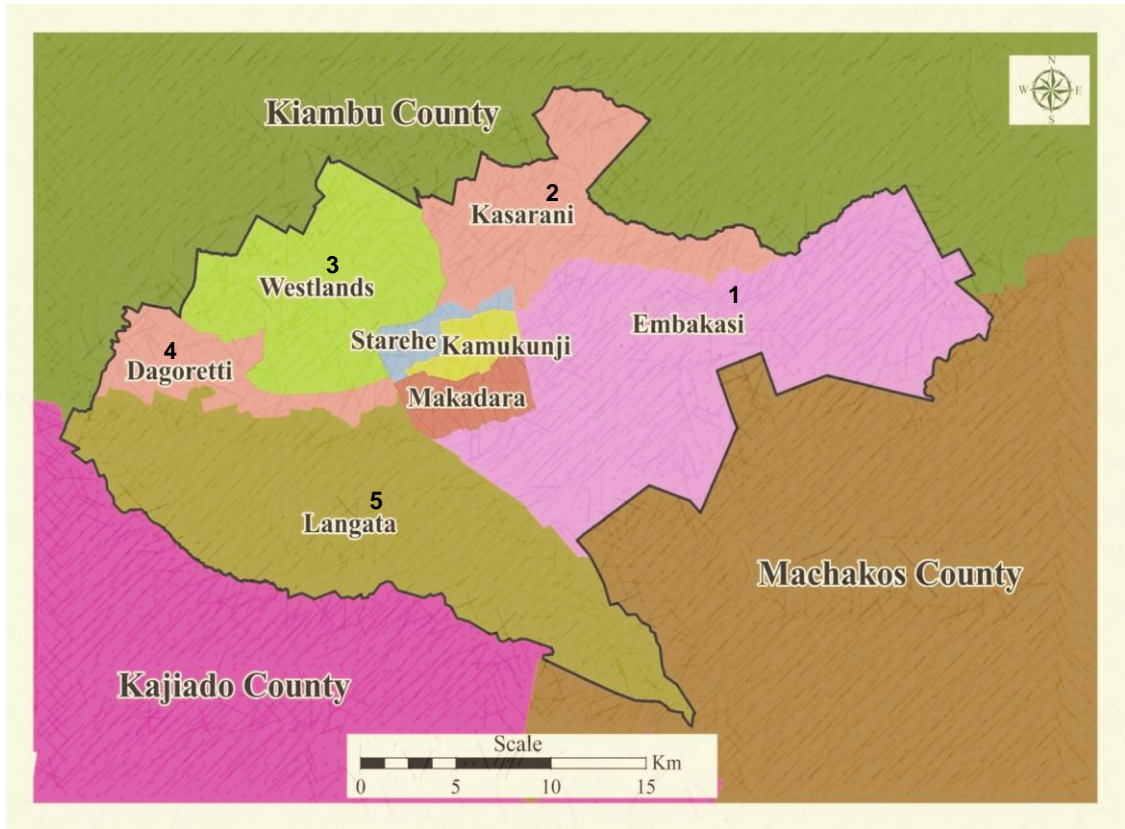 N
W E
S
Kiambu County
2
Kasarani
3
Westlands
1
Embakasi
Starehe
Kamukunji
4
Dagoretti
Makadara
5
Langata
Machakos County
Kajiado County
Scale
Km
0 5 10 15